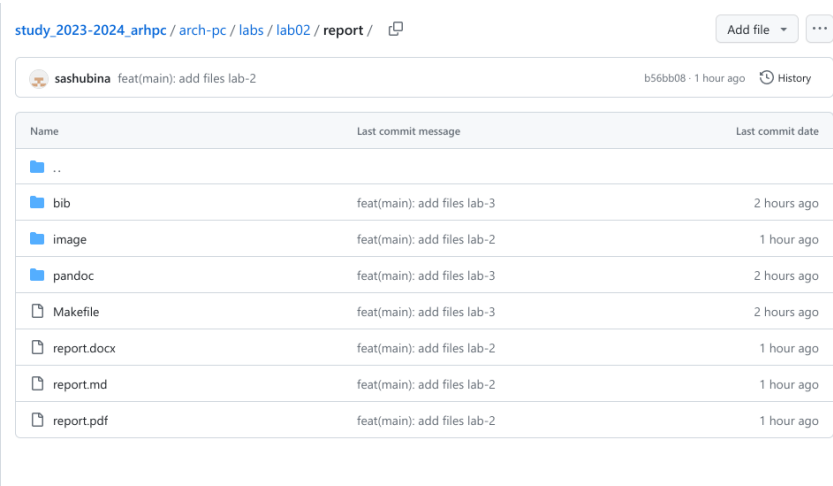 study_2023-2024_arhpc / arch-pc / labs / lab02 / report / Add file ...
sashubina feat(main): add files lab-2 b56bb08 · 1 hour ago History
Name Last commit message Last commit date
..
bib feat(main): add files lab-3 2 hours ago
image feat(main): add files lab-2 1 hour ago
pandoc feat(main): add files lab-3 2 hours ago
Makefile feat(main): add files lab-3 2 hours ago
report.docx feat(main): add files lab-2 1 hour ago
report.md feat(main): add files lab-2 1 hour ago
report.pdf feat(main): add files lab-2 1 hour ago